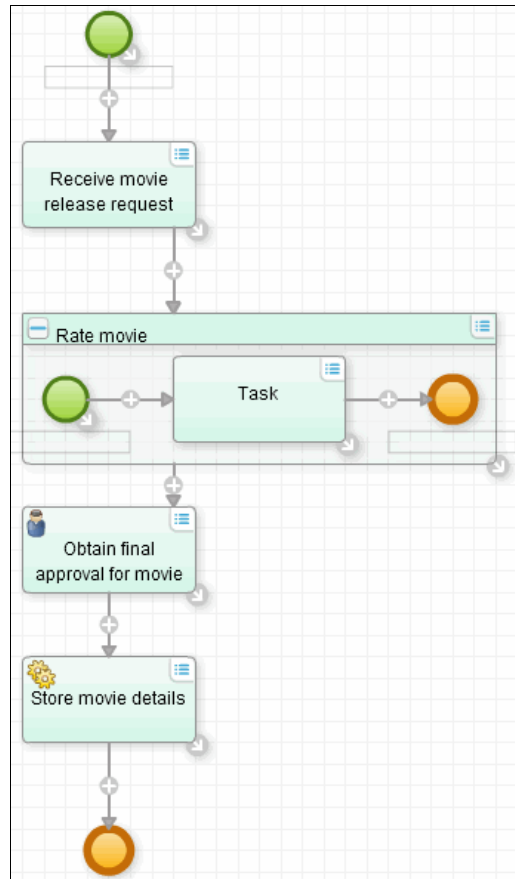 Receive movie
release request
Rate movie
Task
Obtain final
approval for movie
Store movie details